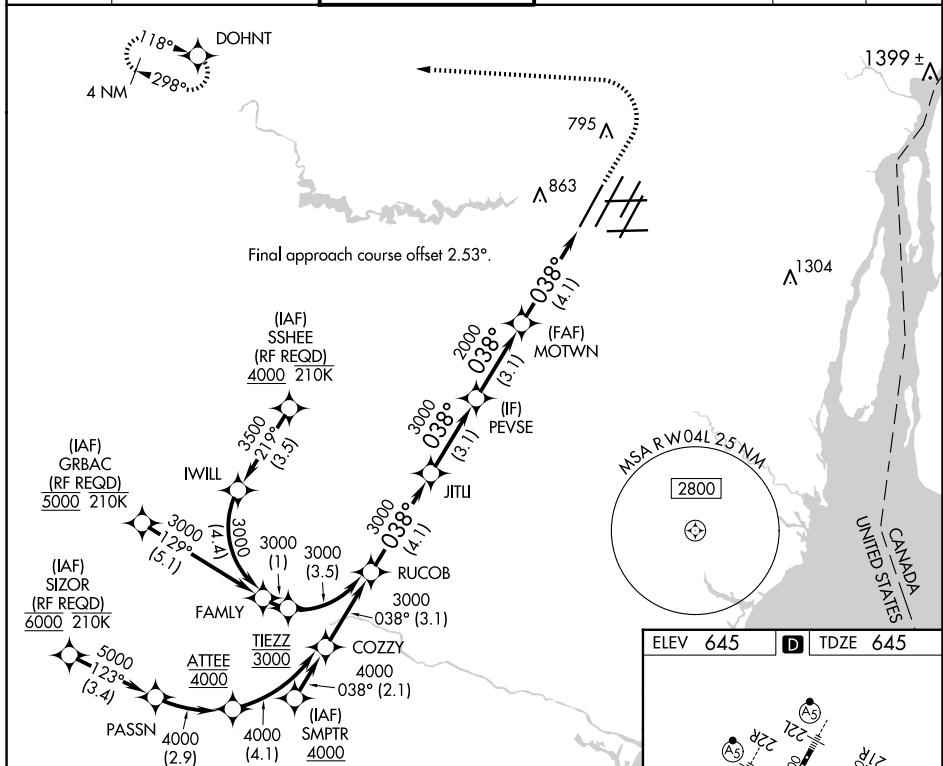 DOHNT
118°
298°
4 NM
1399 ±
795
863
Final approach course offset 2.53°.
1304
038°
(4.1)
(FAF)
MOTWN
2000
038°
(3.1)
(IF)
PEVSE
3000
038°
(3.1)
JITLI
3000
038°
(4.1)
RUCOB
(IAF)
SSHEE
(RF REQD)
4000 210K
3500
219°
(3.5)
IWILL
3000
(4.4)
(IAF)
GRBAC
(RF REQD)
5000 210K
3000
129°
(5.1)
FAMLY
3000
(1)
3000
(3.5)
TIEZZ
3000
3000
038° (3.1)
COZZY
4000
038° (2.1)
(IAF)
SIZOR
(RF REQD)
6000 210K
5000
123°
(3.4)
PASSN
4000
(2.9)
ATTEE
4000
4000
(4.1)
(IAF)
SMPTR
4000
MSA RW04L 25 NM
2800
CANADA
UNITED STATES
ELEV 645 D TDZE 645
A5
22L
A5
22R
21R